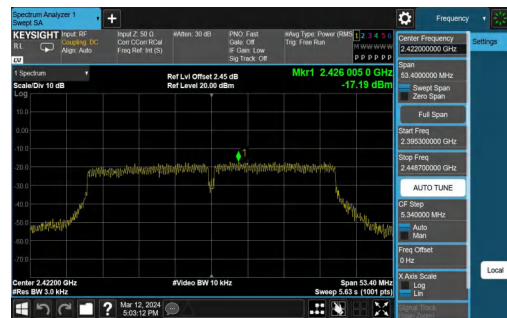 Spectrum Analyzer 1
Swept SA
Frequency
KEYSIGHT
RL
Input: RF
Coupling: DC
Align: Auto
Input Z: 50 Ω
Corr CCorr RCal
Freq Ref: Int (S)
#Atten: 30 dB
PNO: Fast
Gate: Off
IF Gain: Low
Sig Track: Off
#Avg Type: Power (RMS
Trig: Free Run
1 2 3 4 5 6
M W W W W W
P P P P P P
LV
1 Spectrum
Scale/Div 10 dB
Log
Ref Lvl Offset 2.45 dB
Ref Level 20.00 dBm
Mkr1 2.426 005 0 GHz
-17.19 dBm
1
10.0
0.00
-10.0
-20.0
-30.0
-40.0
-50.0
-60.0
-70.0
Center 2.42200 GHz
#Res BW 3.0 kHz
#Video BW 10 kHz
Span 53.40 MHz
Sweep 5.63 s (1001 pts)
Mar 12, 2024
5:03:12 PM
Center Frequency
2.422000000 GHz
Span
53.4000000 MHz
Swept Span
Zero Span
Full Span
Start Freq
2.395300000 GHz
Stop Freq
2.448700000 GHz
AUTO TUNE
CF Step
5.340000 MHz
Auto
Man
Freq Offset
0 Hz
X Axis Scale
Log
Lin
Signal Track
Settings
Local